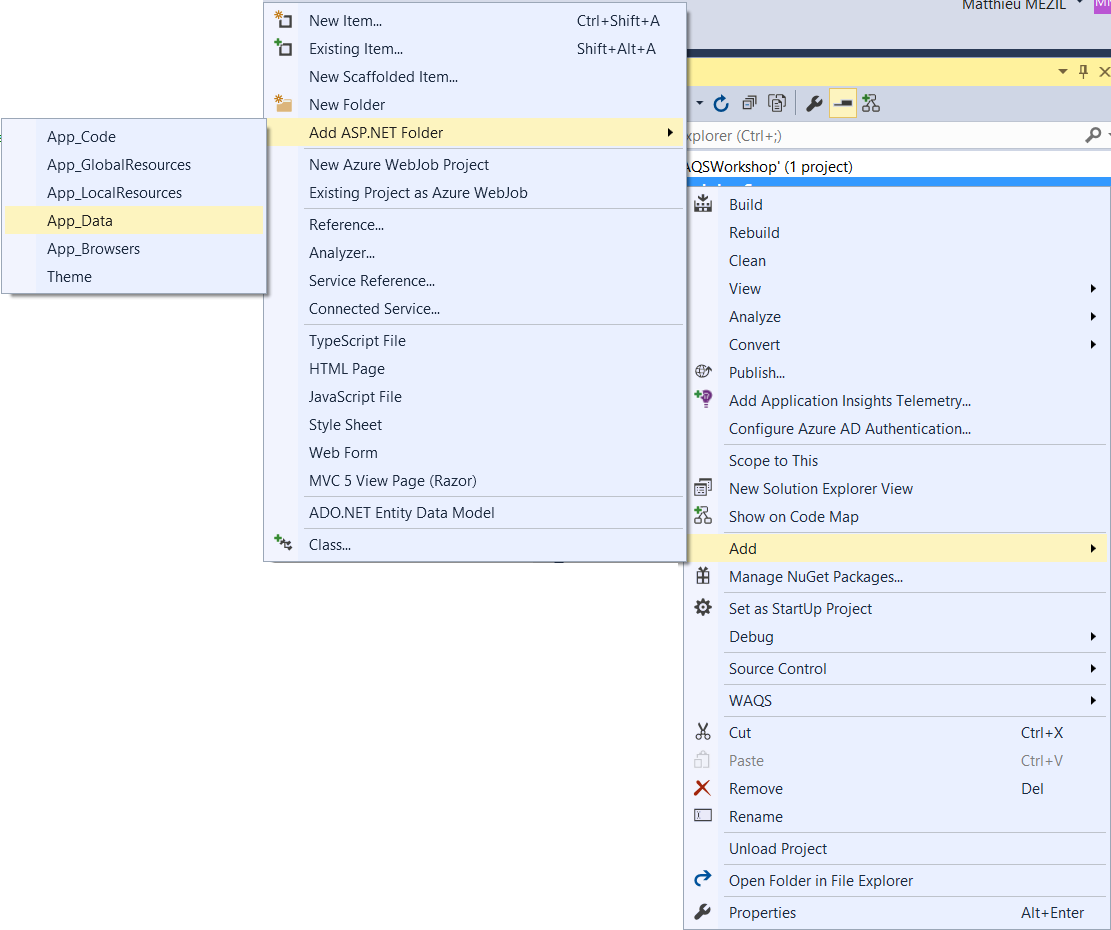 Matthieu MEZIL
xplorer (Ctrl+;)
AQSWorkshop' (1 project)
App_Code
App_GlobalResources
App_LocalResources
App_Data
App_Browsers
Theme
New Item... Ctrl+Shift+A
Existing Item... Shift+Alt+A
New Scaffolded Item...
New Folder
Add ASP.NET Folder
New Azure WebJob Project
Existing Project as Azure WebJob
Reference...
Analyzer...
Service Reference...
Connected Service...
TypeScript File
HTML Page
JavaScript File
Style Sheet
Web Form
MVC 5 View Page (Razor)
ADO.NET Entity Data Model
Class...
Build
Rebuild
Clean
View
Analyze
Convert
Publish...
Add Application Insights Telemetry...
Configure Azure AD Authentication...
Scope to This
New Solution Explorer View
Show on Code Map
Add
Manage NuGet Packages...
Set as StartUp Project
Debug
Source Control
WAQS
Cut Ctrl+X
Paste Ctrl+V
Remove Del
Rename
Unload Project
Open Folder in File Explorer
Properties Alt+Enter